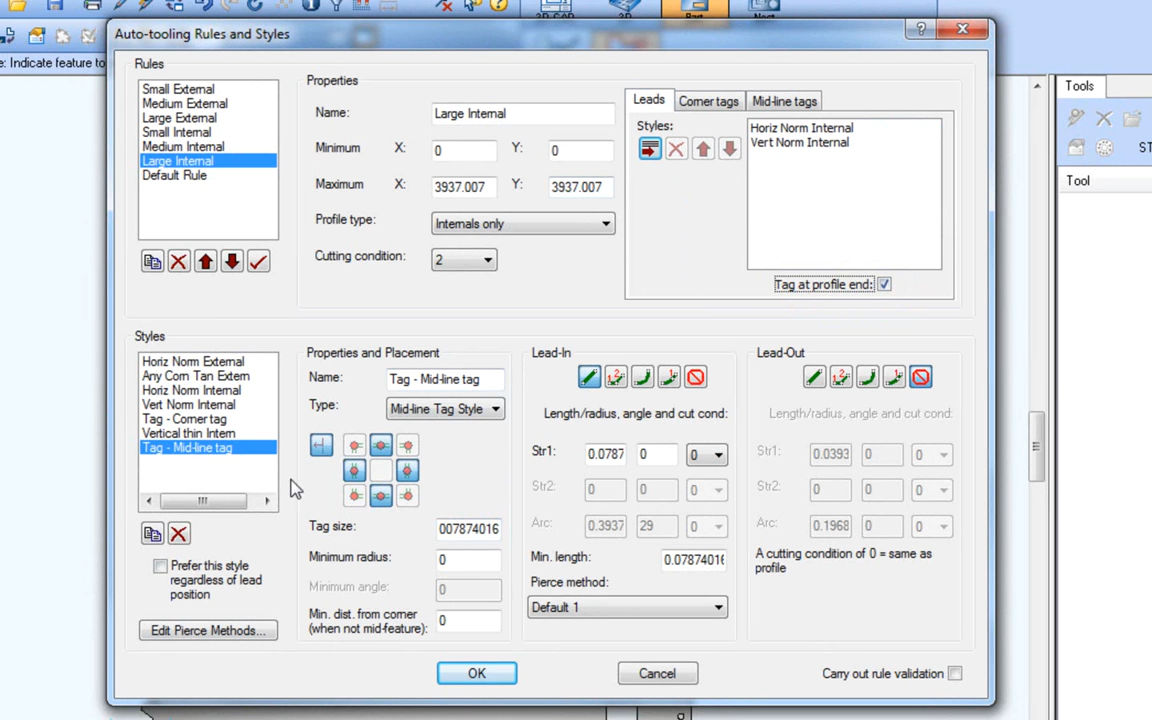 : Indicate feature to
Auto-tooling Rules and Styles
Rules
Small External
Medium External
Large External
Small Internal
Medium Internal
Large Internal
Default Rule
Properties
Name: Large Internal
Minimum X: 0 Y: 0
Maximum X: 3937.007 Y: 3937.007
Profile type: Internals only
Cutting condition: 2
Leads Corner tags Mid-line tags
Styles:
Horiz Norm Internal
Vert Norm Internal
Tag at profile end:
Styles
Horiz Norm External
Any Corn Tan Extern
Horiz Norm Internal
Vert Norm Internal
Tag - Corner tag
Vertical thin Intern
Tag - Mid-line tag
Prefer this style
regardless of lead
position
Edit Pierce Methods...
Properties and Placement
Name: Tag - Mid-line tag
Type: Mid-line Tag Style
Tag size: 007874016
Minimum radius: 0
Minimum angle: 0
Min. dist. from corner
(when not mid-feature): 0
Lead-In
Length/radius, angle and cut cond:
Str1: 0.0787 0 0
Str2: 0 0 0
Arc: 0.3937 29 0
Min. length: 0.07874016
Pierce method:
Default 1
Lead-Out
Length/radius, angle and cut cond:
Str1: 0.0393 0 0
Str2: 0 0 0
Arc: 0.1968 0 0
A cutting condition of 0 = same as
profile
OK
Cancel
Carry out rule validation
Tools
ST
Tool